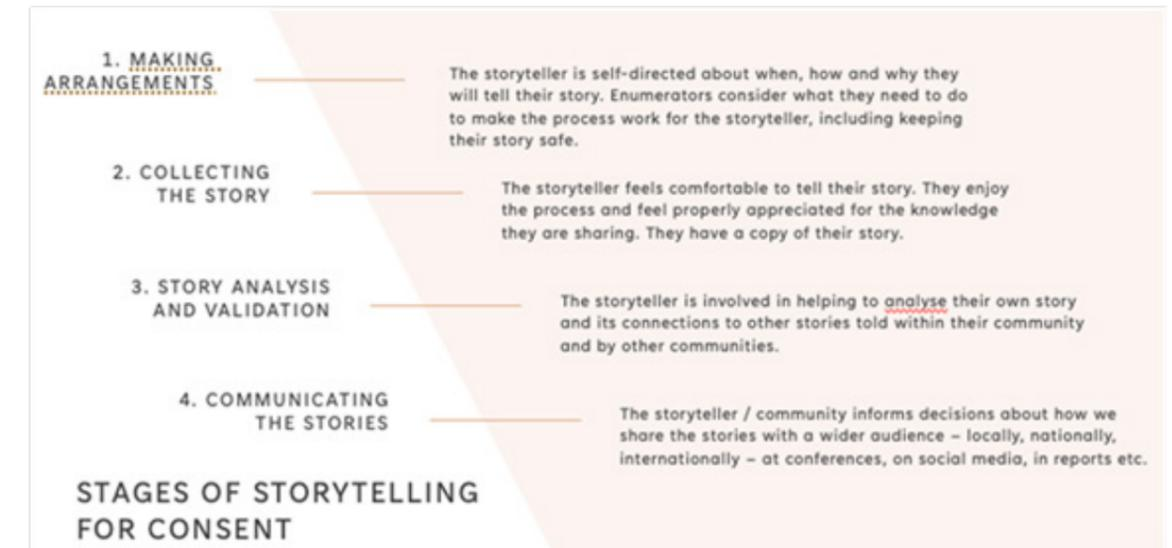 1. MAKING
ARRANGEMENTS
The storyteller is self-directed about when, how and why they
will tell their story. Enumerators consider what they need to do
to make the process work for the storyteller, including keeping
their story safe.
2. COLLECTING
THE STORY
The storyteller feels comfortable to tell their story. They enjoy
the process and feel properly appreciated for the knowledge
they are sharing. They have a copy of their story.
3. STORY ANALYSIS
AND VALIDATION
The storyteller is involved in helping to analyse their own story
and its connections to other stories told within their community
and by other communities.
4. COMMUNICATING
THE STORIES
The storyteller / community informs decisions about how we
share the stories with a wider audience – locally, nationally,
internationally – at conferences, on social media, in reports etc.
STAGES OF STORYTELLING
FOR CONSENT